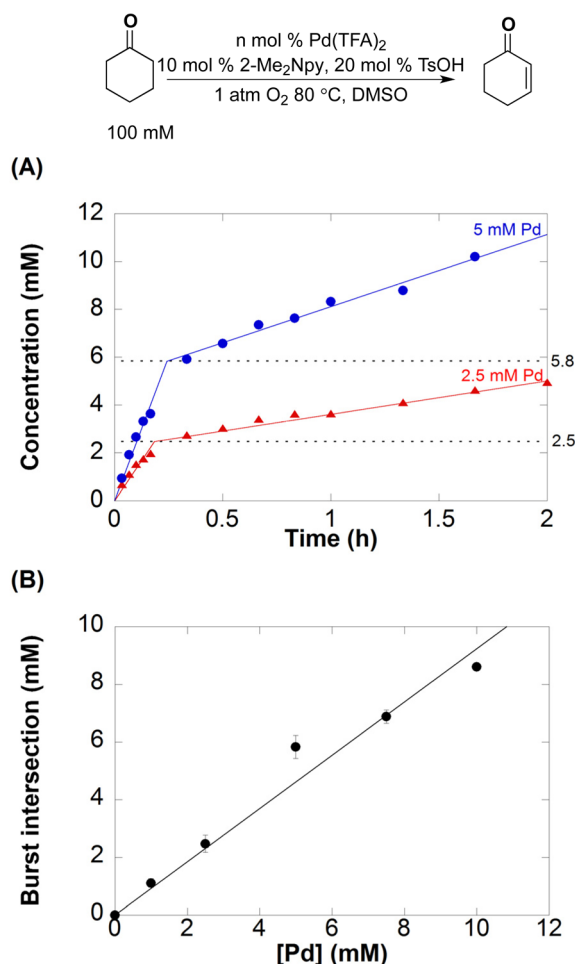 O
n mol % Pd(TFA)₂
10 mol % 2-Me₂Npy, 20 mol % TsOH
1 atm O₂ 80 °C, DMSO
O
100 mM
(A)
Concentration (mM)
12
10
8
6
4
2
0
5 mM Pd
5.8
2.5 mM Pd
2.5
0 0.5 1 1.5 2
Time (h)
(B)
Burst intersection (mM)
10
8
6
4
2
0
0 2 4 6 8 10 12
[Pd] (mM)